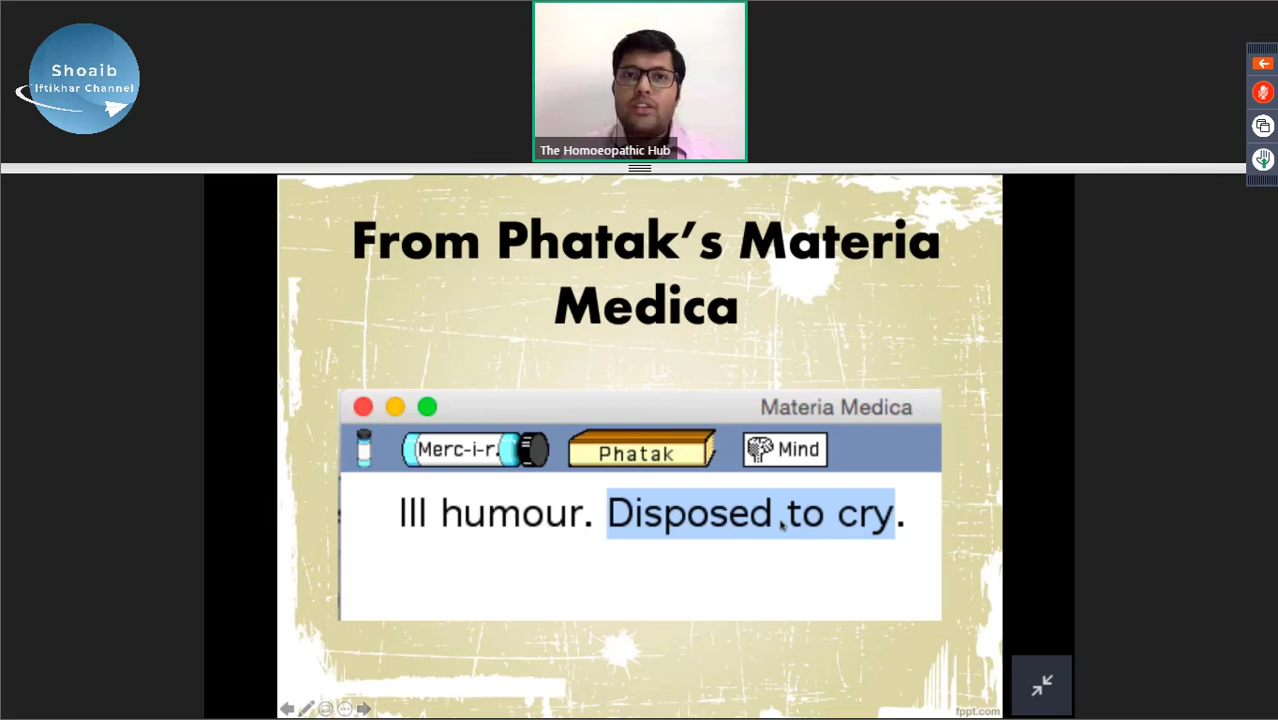 Shoaib
Iftikhar Channel
The Homoeopathic Hub
From Phatak's Materia
Medica
Materia Medica
Merc-i-r.
Phatak
Mind
Ill humour. Disposed to cry.
fppt.com